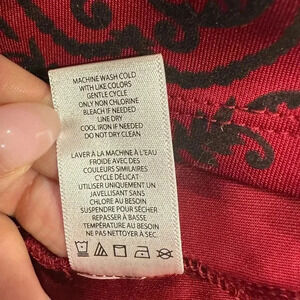 MACHINE WASH COLD
WITH LIKE COLORS
GENTLE CYCLE
ONLY NON CHLORINE
BLEACH IF NEEDED
LINE DRY
COOL IRON IF NEEDED
DO NOT DRY CLEAN
LAVER À LA MACHINE À L'EAU
FROIDE AVEC DES
COULEURS SIMILAIRES
CYCLE DÉLICAT
UTILISER UNIQUEMENT UN
JAVELLISANT SANS
CHLORE AU BESOIN
SUSPENDRE POUR SÉCHER
REPASSER À BASSE
TEMPÉRATURE AU BESOIN
NE PAS NETTOYER À SEC